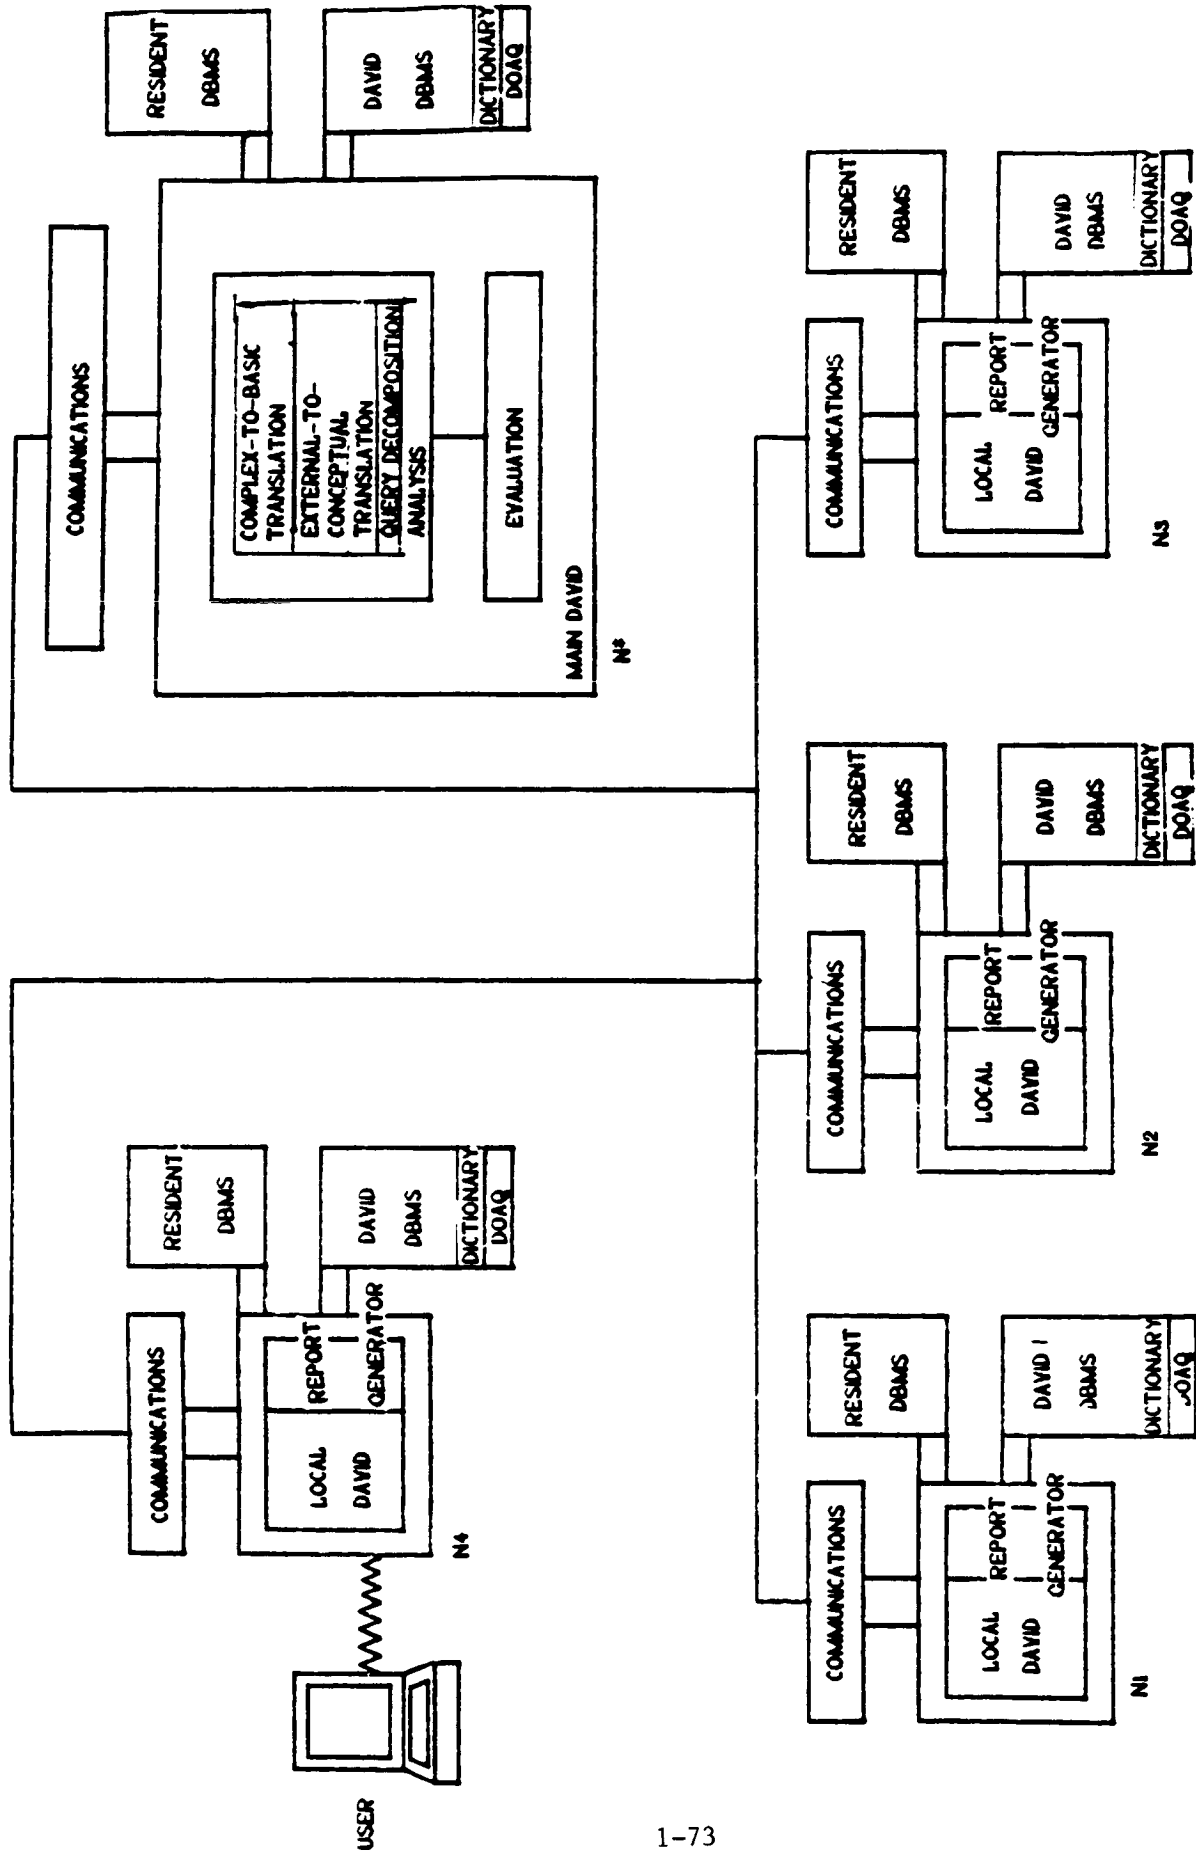 USER
COMMUNICATIONS
LOCAL
DAVID
REPORT
GENERATOR
N4
RESIDENT
DBMS
DAVID
DBMS
DICTIONARY
DOAQ
COMMUNICATIONS
COMPLEX-TO-BASIC
TRANSLATION
EXTERNAL-TO-
CONCEPTUAL
TRANSLATION
QUERY DECOMPOSITION
ANALYSIS
EVALUATION
MAIN DAVID
N*
RESIDENT
DBMS
DAVID
DBMS
DICTIONARY
DOAQ
COMMUNICATIONS
LOCAL
DAVID
REPORT
GENERATOR
N1
RESIDENT
DBMS
DAVID
DBMS
DICTIONARY
DOAQ
COMMUNICATIONS
LOCAL
DAVID
REPORT
GENERATOR
N2
RESIDENT
DBMS
DAVID
DBMS
DICTIONARY
DOAQ
COMMUNICATIONS
LOCAL
DAVID
REPORT
GENERATOR
N3
RESIDENT
DBMS
DAVID
DBMS
DICTIONARY
DOAQ
1-73